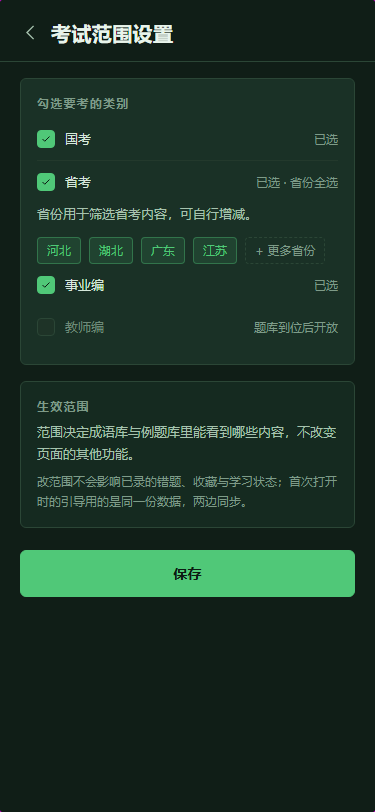 考试范围设置
勾选要考的类别
国考 已选
省考 已选 · 省份全选
省份用于筛选省考内容，可自行增减。
河北 湖北 广东 江苏 + 更多省份
事业编 已选
教师编 题库到位后开放
生效范围
范围决定成语库与例题库里能看到哪些内容，不改变
页面的其他功能。
改范围不会影响已录的错题、收藏与学习状态；首次打开
时的引导用的是同一份数据，两边同步。
保存